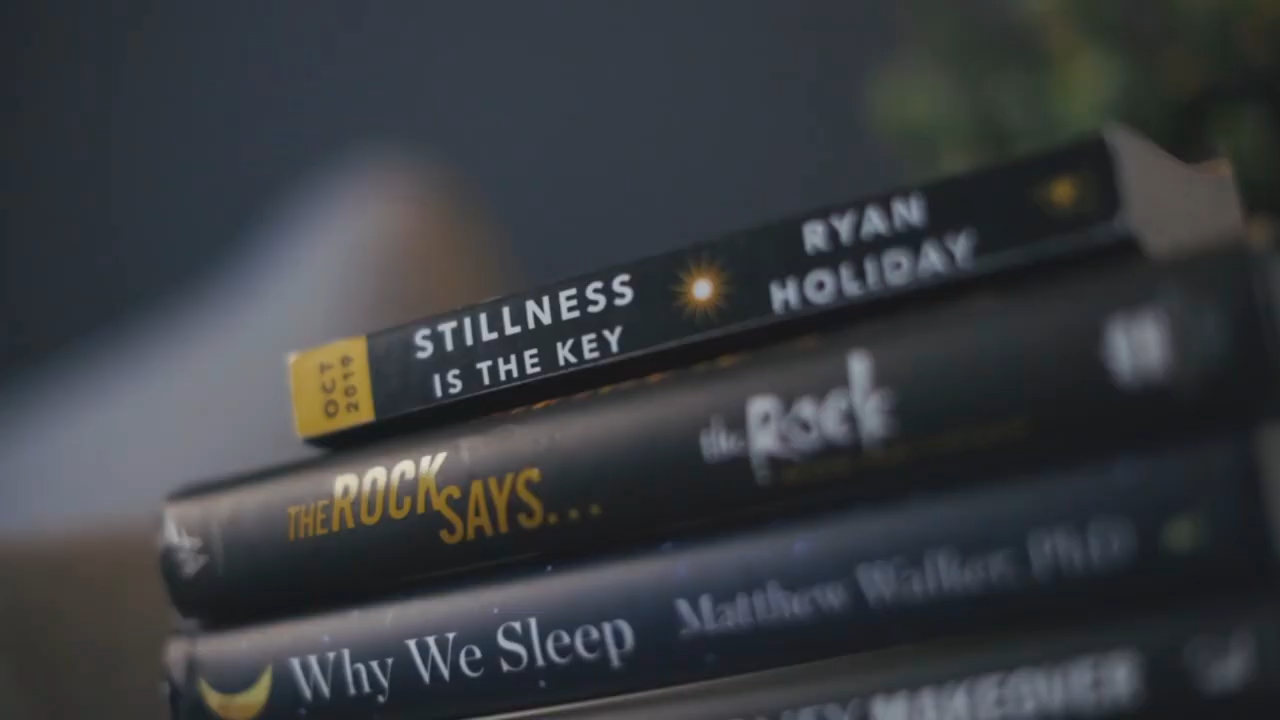 OCT
2019
STILLNESS
IS THE KEY
RYAN
HOLIDAY
THE ROCK
SAYS...
the Rock
Why We Sleep
Matthew Walker, PhD
MAKEOVER